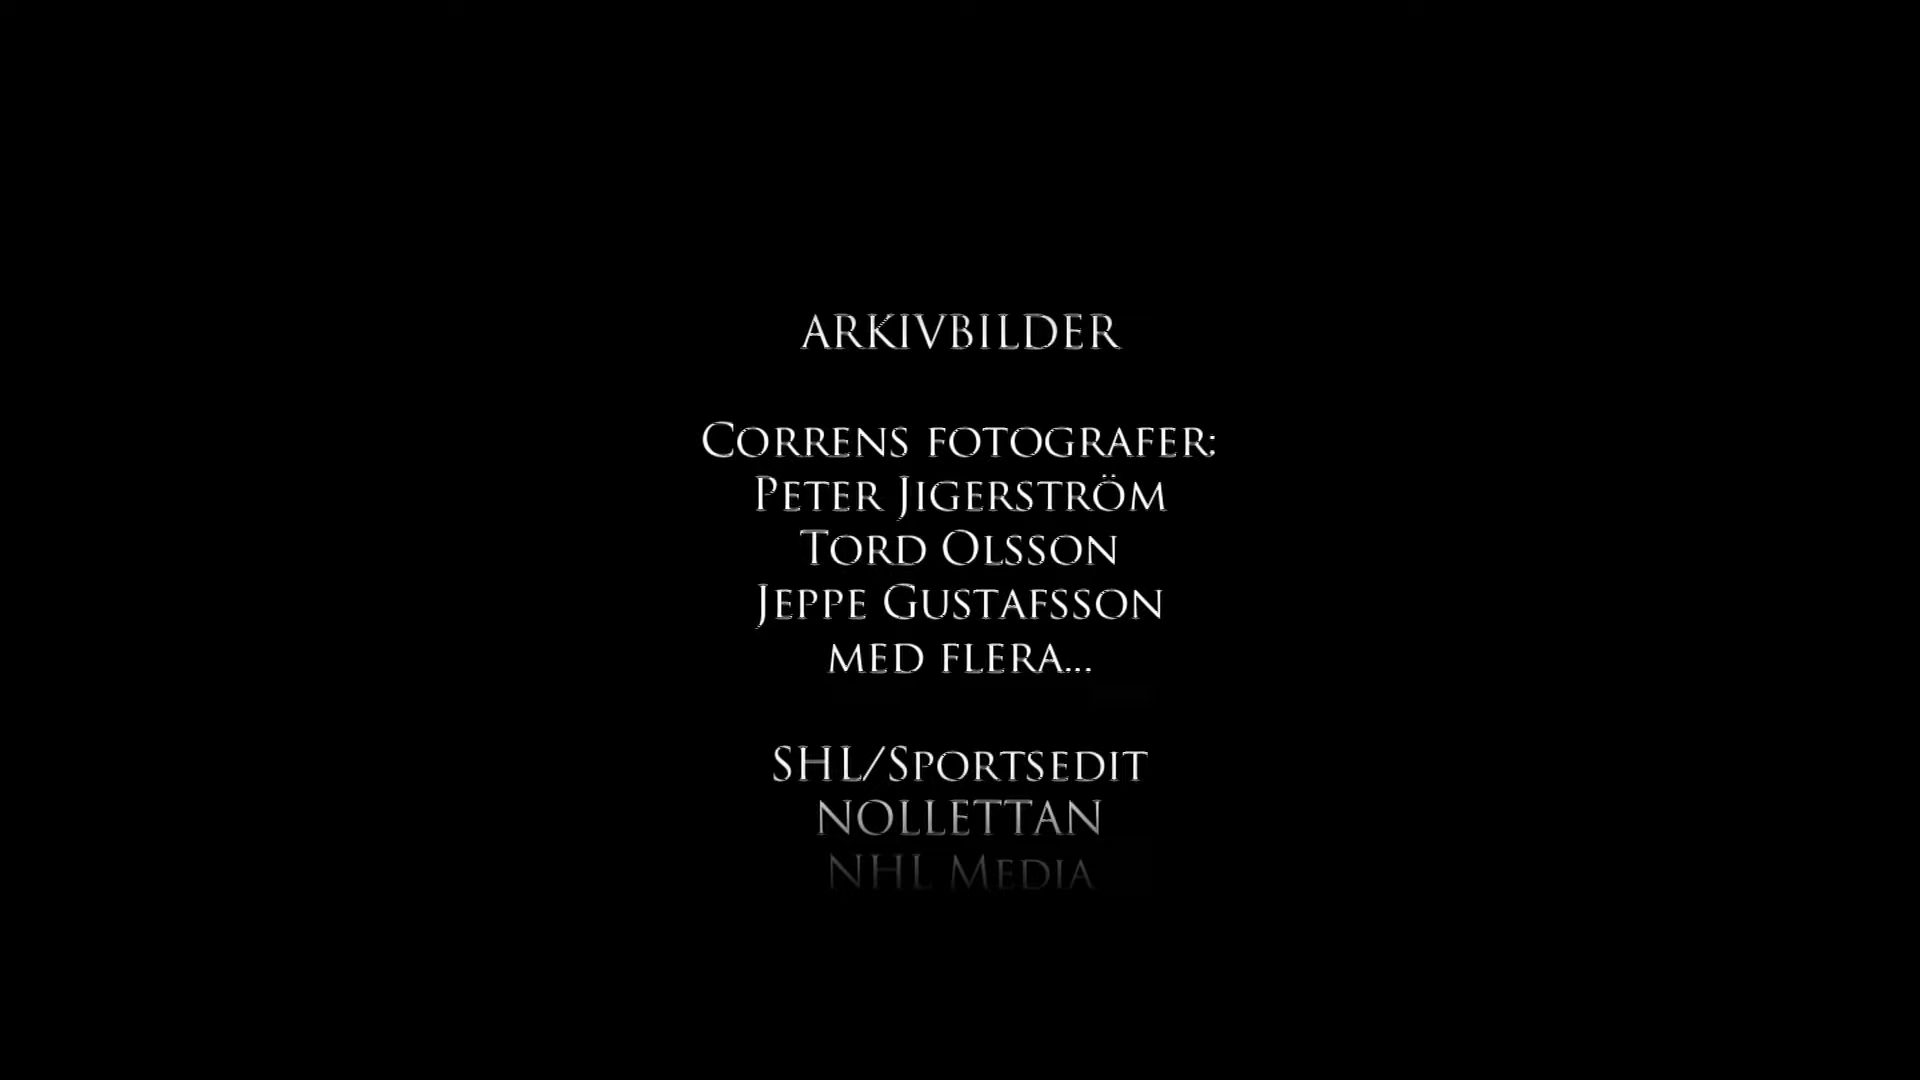 ARKIVBILDER
Correns fotografer:
Peter Jigerström
Tord Olsson
Jeppe Gustafsson
med flera...
SHL/Sportsedit
NOLLETTAN
NHL Media